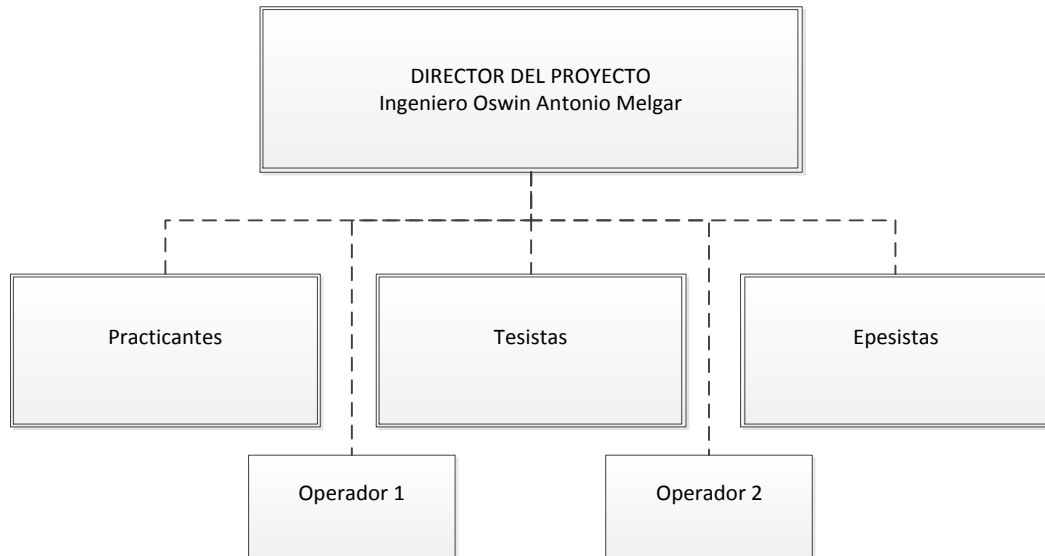 DIRECTOR DEL PROYECTO
Ingeniero Oswin Antonio Melgar
Practicantes
Tesistas
Epesistas
Operador 1
Operador 2